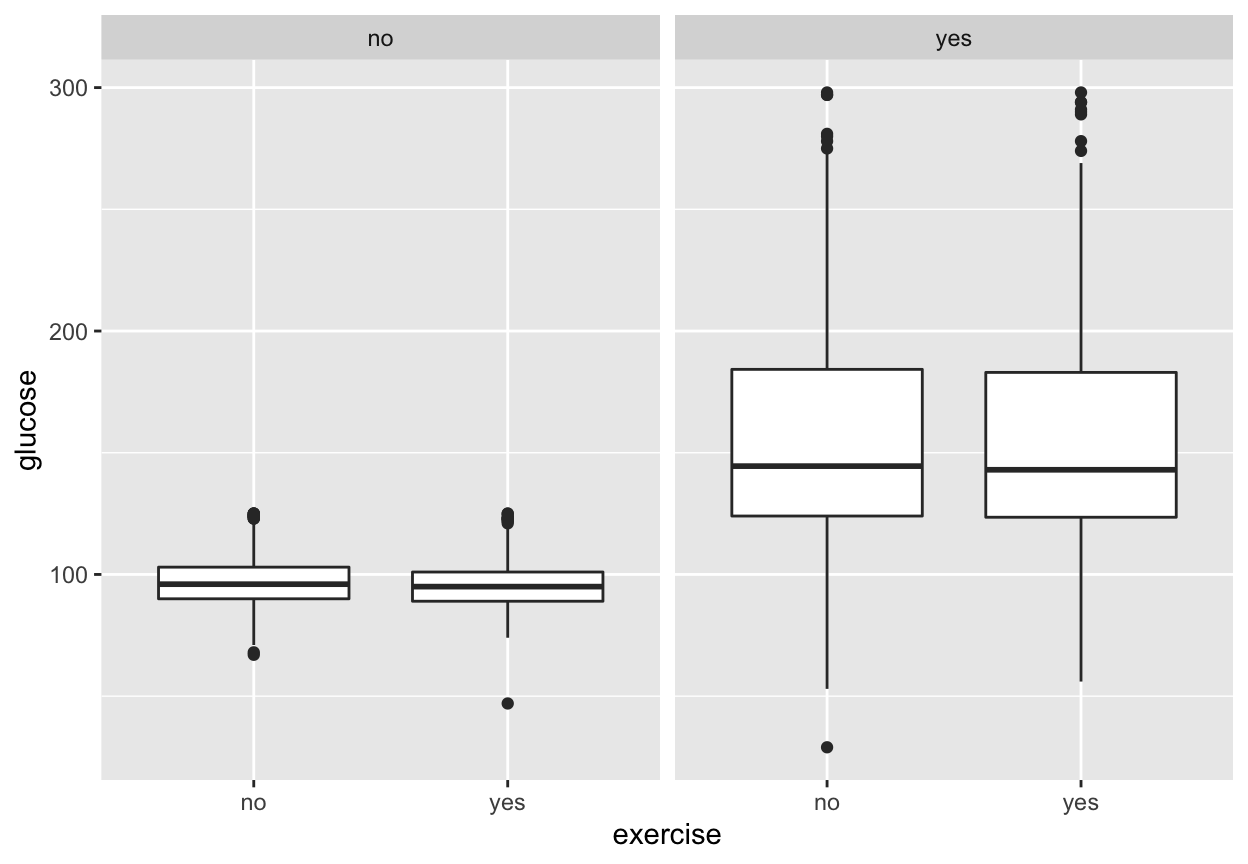 no yes
300
200
100
glucose
no yes no yes
exercise